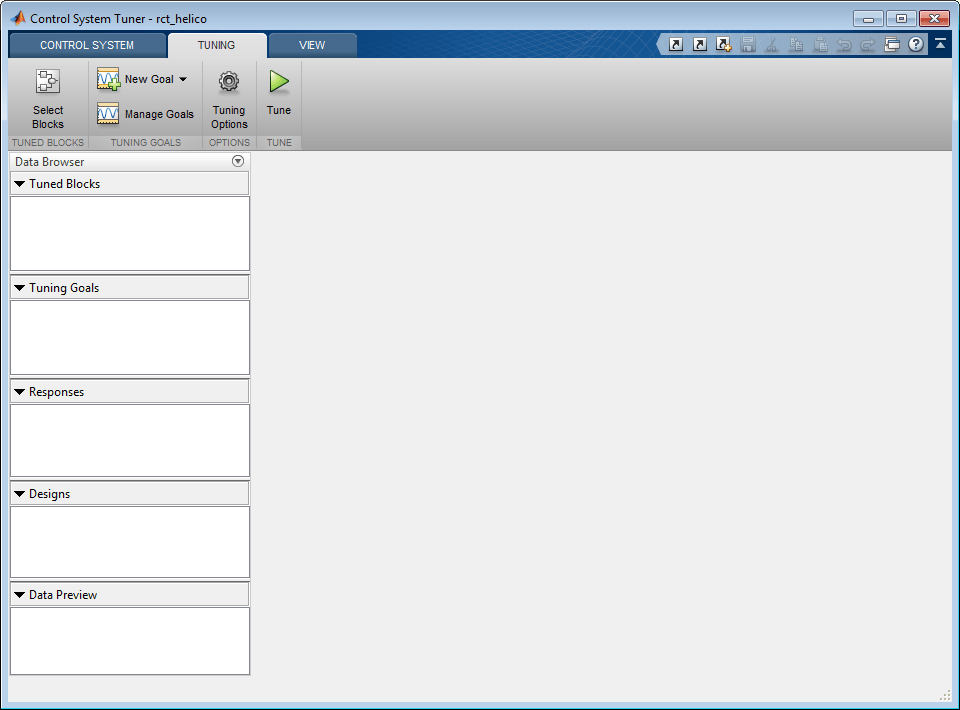 Control System Tuner - rct_helico
CONTROL SYSTEM TUNING VIEW
Select Blocks
New Goal
Manage Goals
Tuning Options
Tune
TUNED BLOCKS TUNING GOALS OPTIONS TUNE
Data Browser
Tuned Blocks
Tuning Goals
Responses
Designs
Data Preview